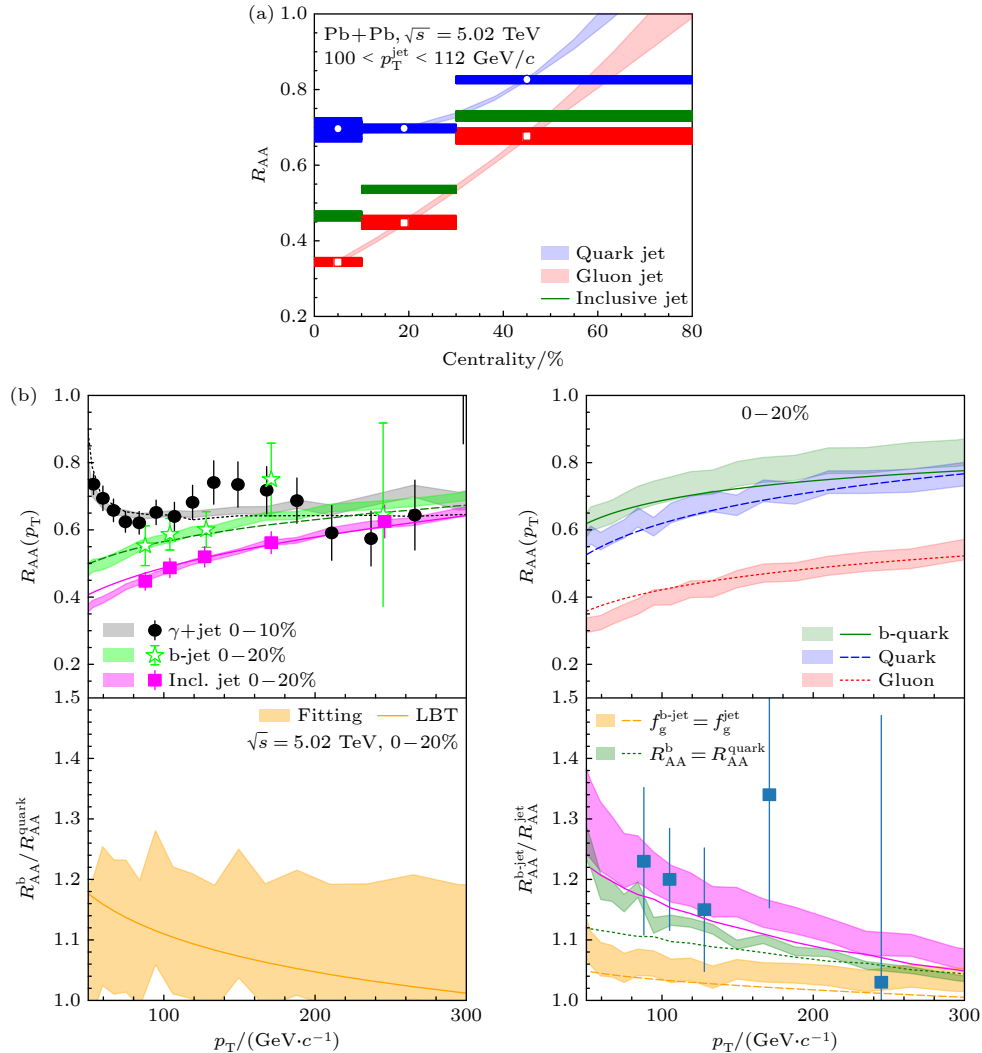 (a)
1.0
0.8
0.6
0.4
0.2
R_AA
Pb+Pb, √s = 5.02 TeV
100 < p_T^jet < 112 GeV/c
Quark jet
Gluon jet
Inclusive jet
0 20 40 60 80
Centrality/%
(b)
1.0
0.8
0.6
0.4
0.2
R_AA(p_T)
γ+jet 0−10%
b-jet 0−20%
Incl. jet 0−20%
1.0
0.8
0.6
0.4
0.2
R_AA(p_T)
0−20%
b-quark
Quark
Gluon
1.5
1.4
1.3
1.2
1.1
1.0
R_AA^b/R_AA^quark
Fitting LBT
√s = 5.02 TeV, 0−20%
100 200 300
p_T/(GeV·c⁻¹)
1.5
1.4
1.3
1.2
1.1
1.0
R_AA^b-jet/R_AA^jet
f_g^b-jet = f_g^jet
R_AA^b = R_AA^quark
100 200 300
p_T/(GeV·c⁻¹)